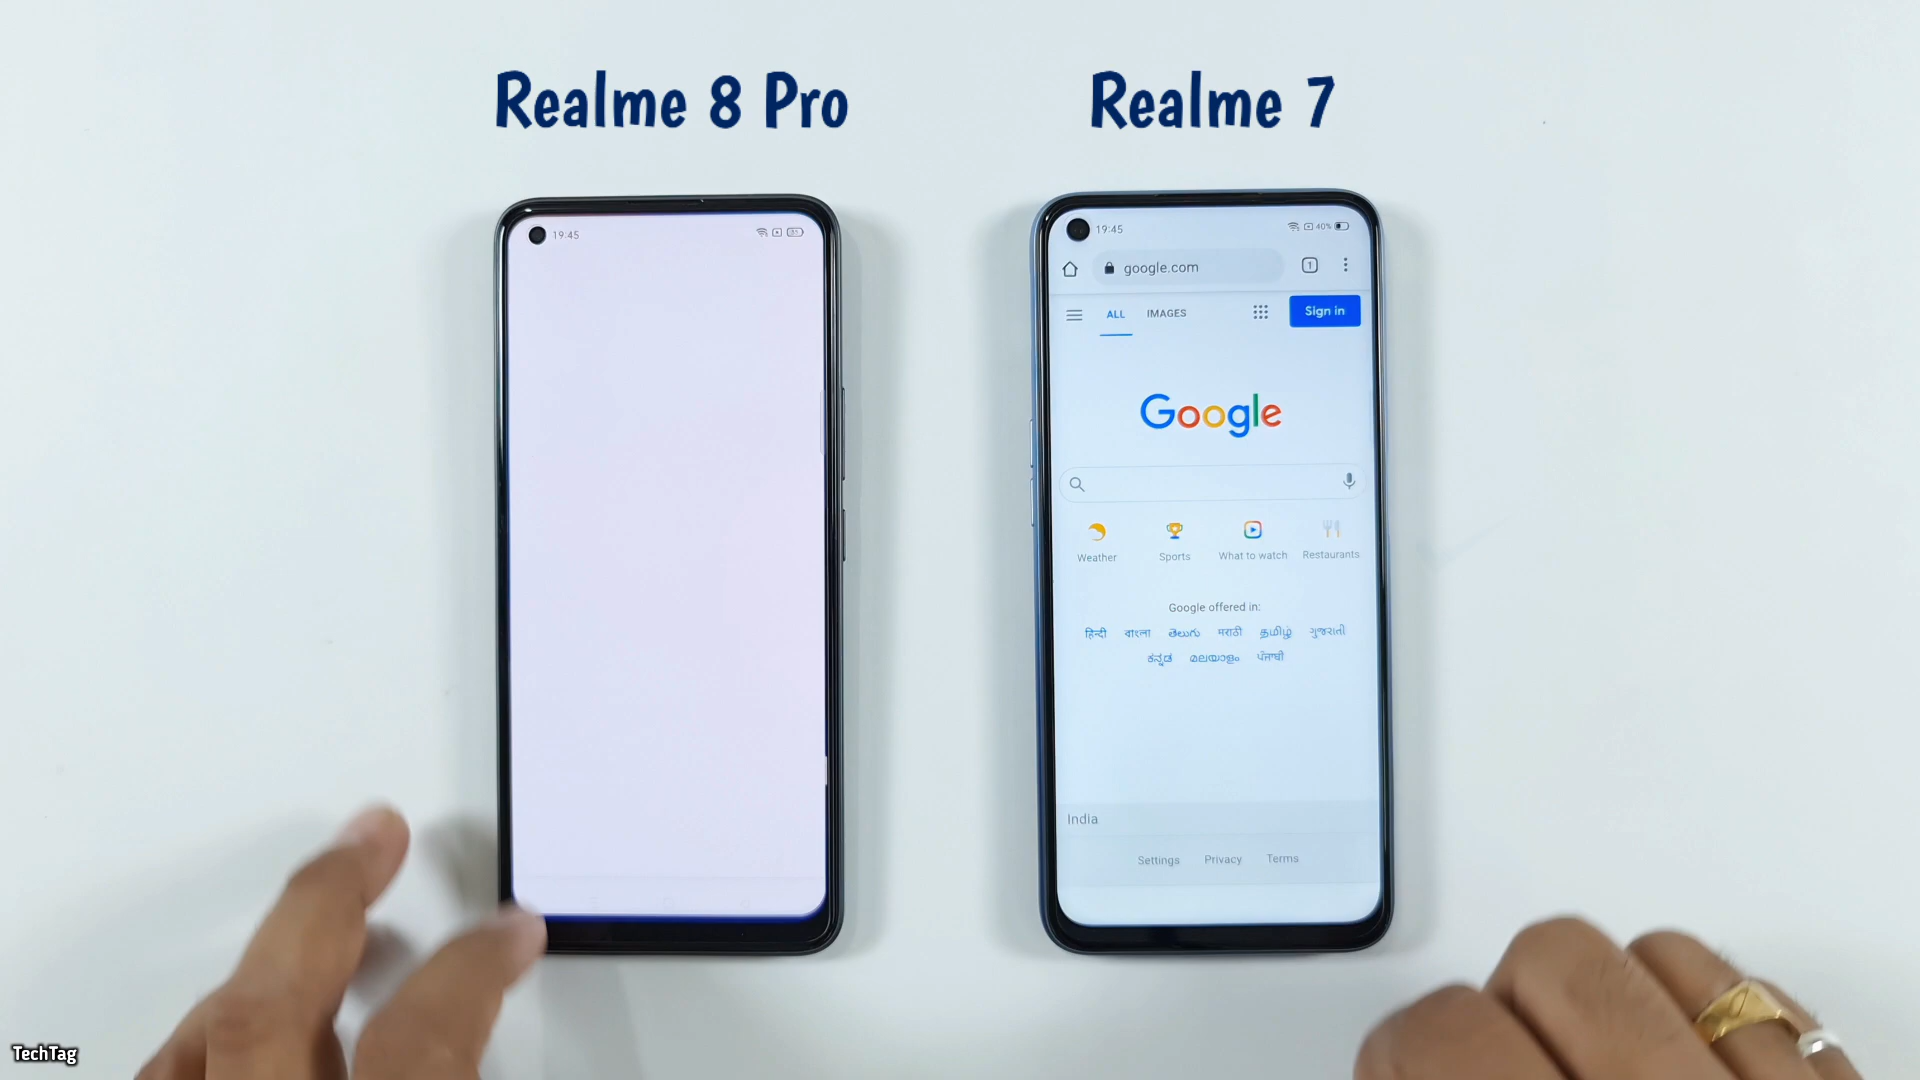 Realme 8 Pro
Realme 7
19:45
19:45
40%
google.com
1
ALL IMAGES
Sign in
Google
Weather Sports What to watch Restaurants
Google offered in:
हिन्दी বাংলা తెలుగు मराठी தமிழ் ગુજરાતી
ಕನ್ನಡ മലയാളം ਪੰਜਾਬੀ
India
Settings Privacy Terms
TechTag